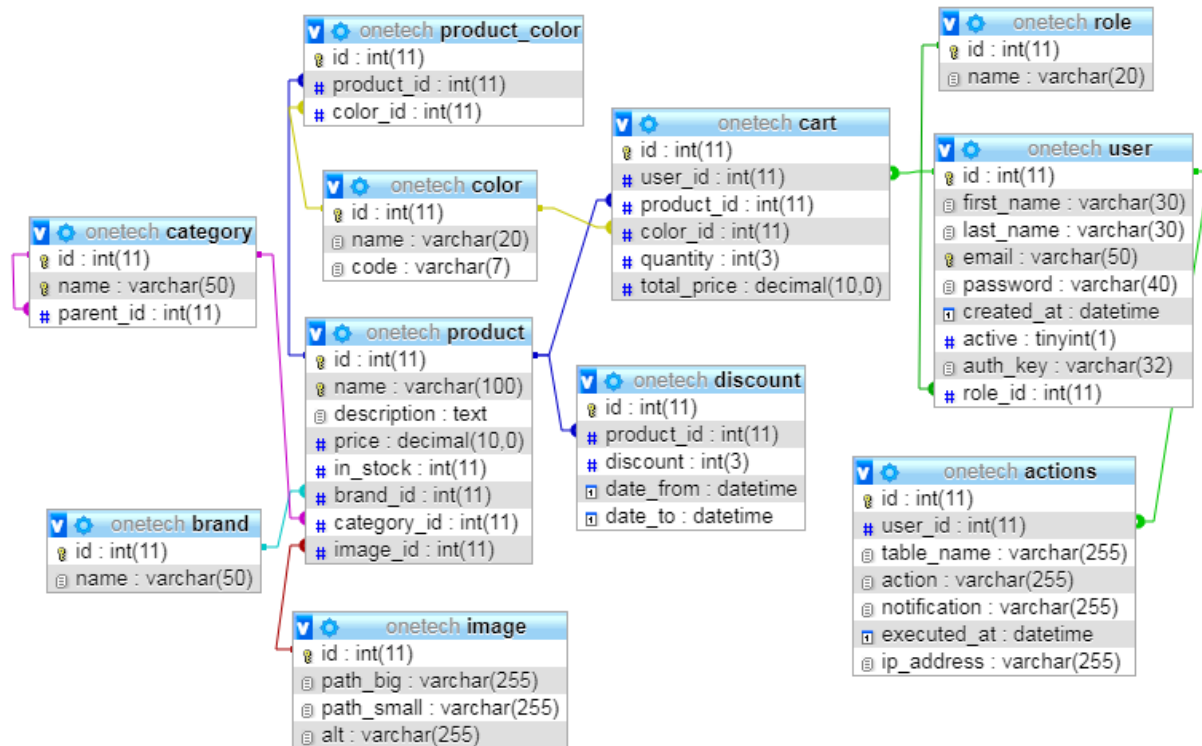 onetech product_color
id : int(11)
product_id : int(11)
color_id : int(11)
onetech role
id : int(11)
name : varchar(20)
onetech cart
id : int(11)
user_id : int(11)
product_id : int(11)
color_id : int(11)
quantity : int(3)
total_price : decimal(10,0)
onetech user
id : int(11)
first_name : varchar(30)
last_name : varchar(30)
email : varchar(50)
password : varchar(40)
created_at : datetime
active : tinyint(1)
auth_key : varchar(32)
role_id : int(11)
onetech color
id : int(11)
name : varchar(20)
code : varchar(7)
onetech category
id : int(11)
name : varchar(50)
parent_id : int(11)
onetech product
id : int(11)
name : varchar(100)
description : text
price : decimal(10,0)
in_stock : int(11)
brand_id : int(11)
category_id : int(11)
image_id : int(11)
onetech discount
id : int(11)
product_id : int(11)
discount : int(3)
date_from : datetime
date_to : datetime
onetech actions
id : int(11)
user_id : int(11)
table_name : varchar(255)
action : varchar(255)
notification : varchar(255)
executed_at : datetime
ip_address : varchar(255)
onetech brand
id : int(11)
name : varchar(50)
onetech image
id : int(11)
path_big : varchar(255)
path_small : varchar(255)
alt : varchar(255)